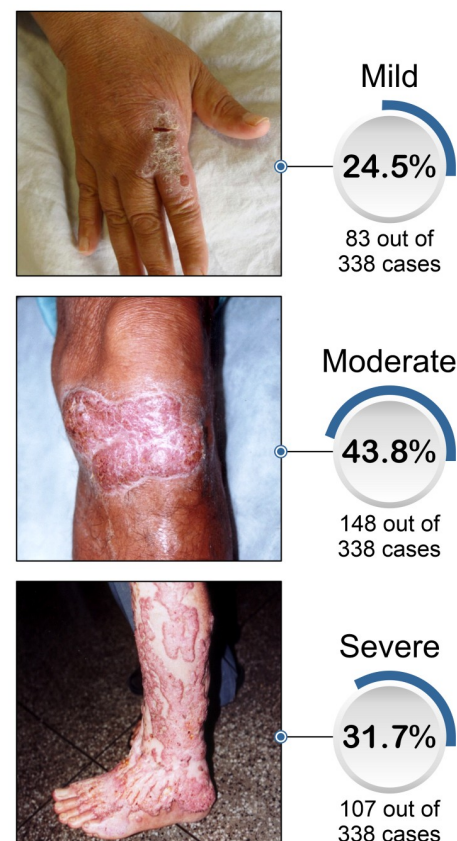 Mild
24.5%
83 out of
338 cases
Moderate
43.8%
148 out of
338 cases
Severe
31.7%
107 out of
338 cases